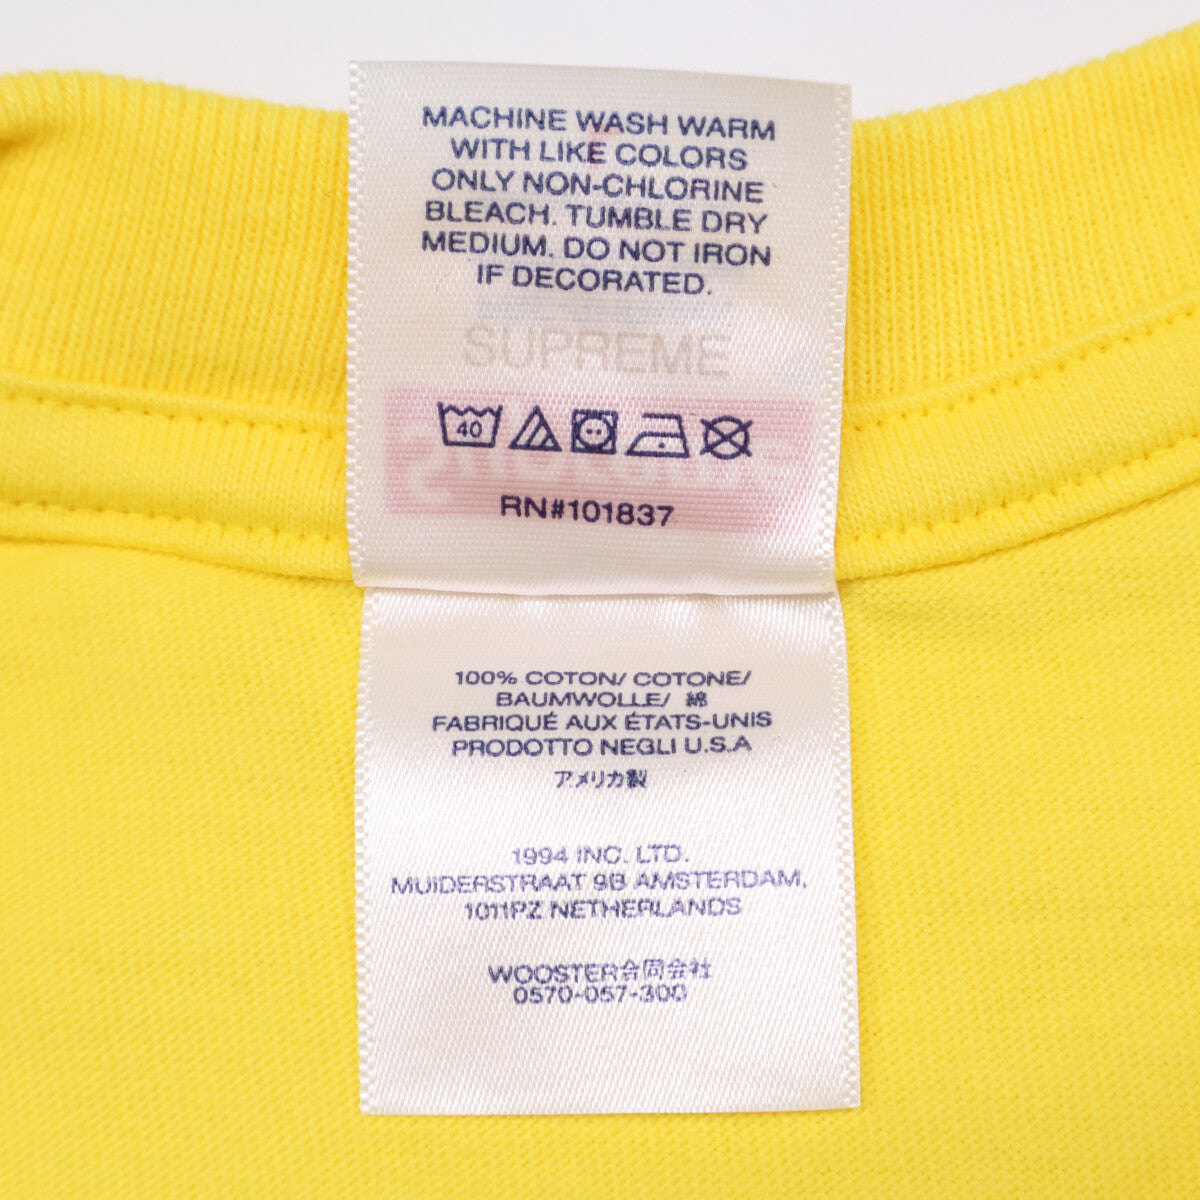 MACHINE WASH WARM
WITH LIKE COLORS
ONLY NON-CHLORINE
BLEACH. TUMBLE DRY
MEDIUM. DO NOT IRON
IF DECORATED.
SUPREME
40
RN#101837
100% COTON/ COTONE/
BAUMWOLLE/ 綿
FABRIQUÉ AUX ÉTATS-UNIS
PRODOTTO NEGLI U.S.A
アメリカ製
1994 INC. LTD.
MUIDERSTRAAT 9B AMSTERDAM,
1011PZ NETHERLANDS
WOOSTER合同会社
0570-057-300